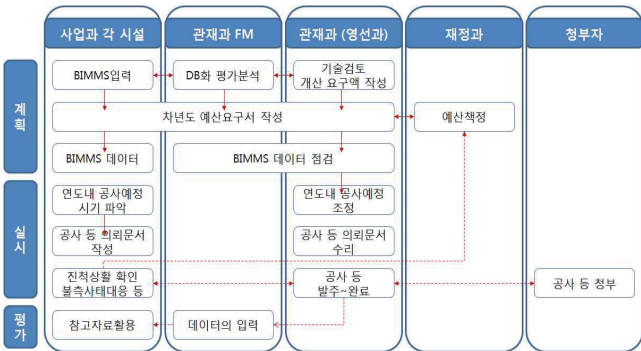 사업과 각 시설
관재과 FM
관재과 (영선과)
재정과
청부자
계획
BIMMS입력
DB화 평가분석
기술검토
개산 요구액 작성
차년도 예산요구서 작성
예산책정
BIMMS 데이터
BIMMS 데이터 점검
실시
연도내 공사예정
시기 파악
연도내 공사예정
조정
공사 등 의뢰문서
작성
공사 등 의뢰문서
수리
진척상활 확인
불측사태대응 등
공사 등
발주~완료
공사 등 청부
평가
참고자료활용
데이터의 입력